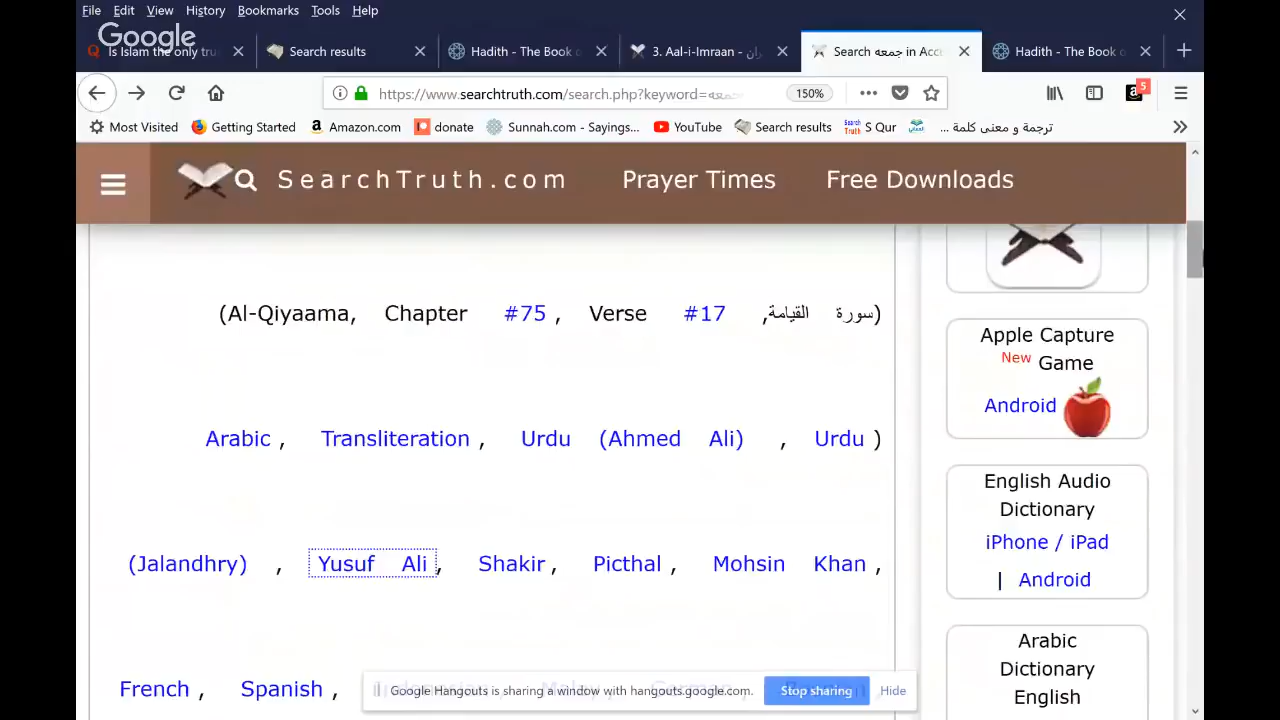 File Edit View History Bookmarks Tools Help
Google
Is Islam the only tru
Search results
Hadith - The Book o
3. Aal-i-Imraan -
Search جمعه in Acc
Hadith - The Book o
https://www.searchtruth.com/search.php?keyword=جمعه
150%
5
Most Visited Getting Started Amazon.com donate Sunnah.com - Sayings... YouTube Search results S Qur ترجمة و معنى كلمة ...
SearchTruth.com Prayer Times Free Downloads
(Al-Qiyaama, Chapter #75 , Verse #17 ,سورة القيامة)
Arabic , Transliteration , Urdu (Ahmed Ali) , Urdu )
(Jalandhry) , Yusuf Ali, Shakir, Picthal , Mohsin Khan ,
French , Spanish ,
Google Hangouts is sharing a window with hangouts.google.com. Stop sharing Hide
Apple Capture
New Game
Android
English Audio
Dictionary
iPhone / iPad
| Android
Arabic
Dictionary
English